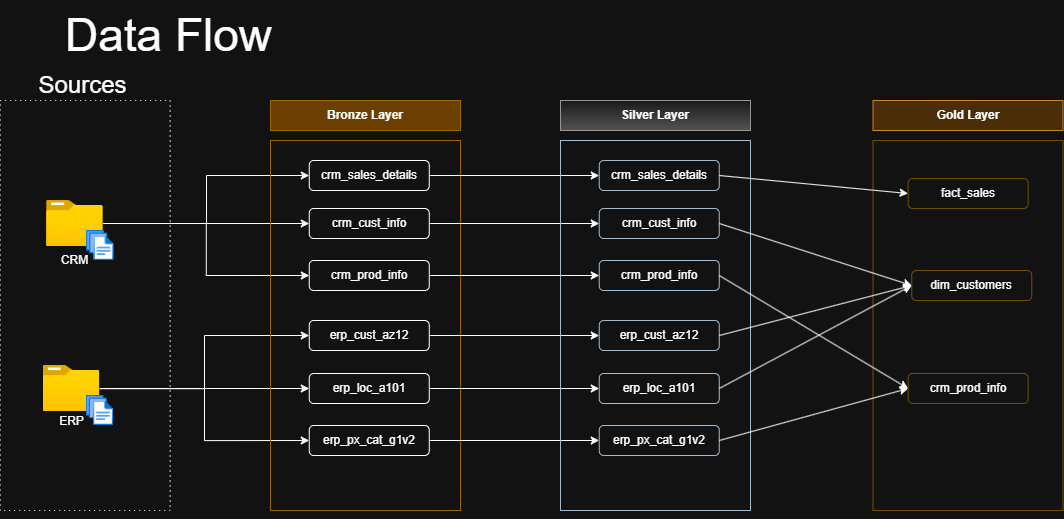 Data Flow
Sources
Bronze Layer
Silver Layer
Gold Layer
crm_sales_details
crm_sales_details
fact_sales
CRM
crm_cust_info
crm_cust_info
crm_prod_info
crm_prod_info
dim_customers
erp_cust_az12
erp_cust_az12
ERP
erp_loc_a101
erp_loc_a101
crm_prod_info
erp_px_cat_g1v2
erp_px_cat_g1v2